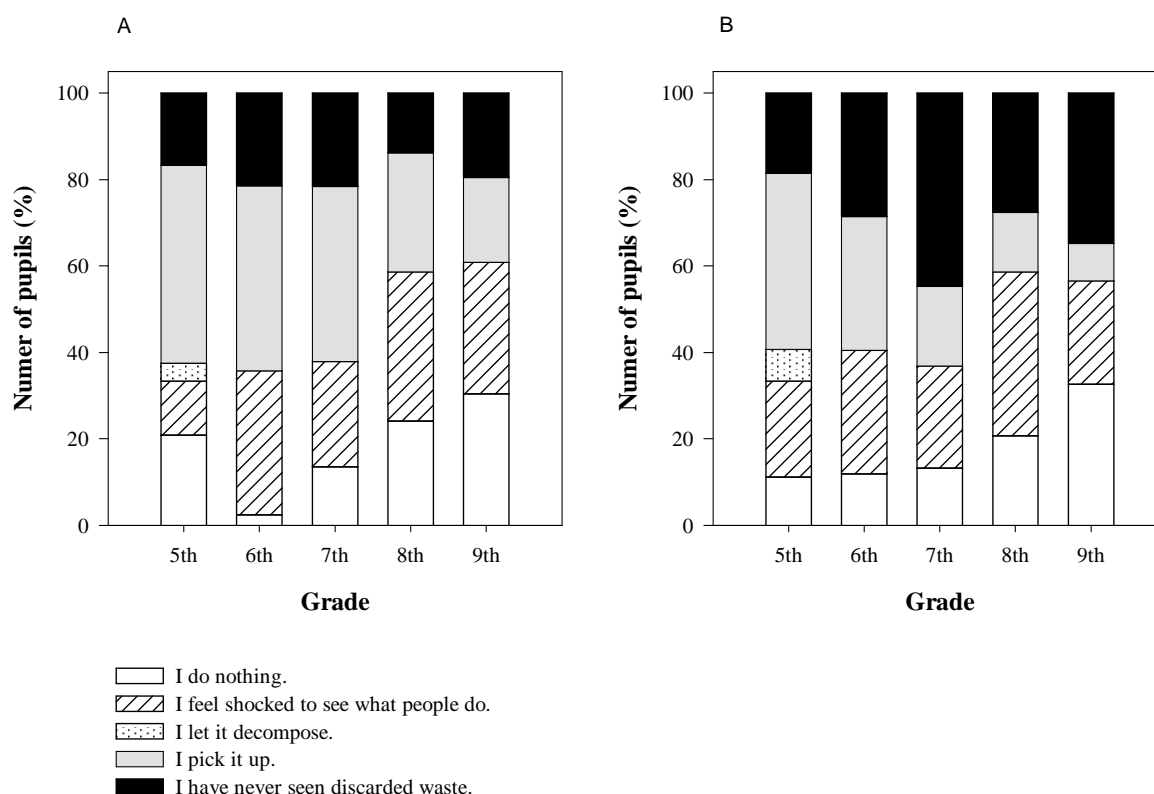 A
B
Numer of pupils (%)
100
80
60
40
20
0
5th 6th 7th 8th 9th
Grade
Numer of pupils (%)
100
80
60
40
20
0
5th 6th 7th 8th 9th
Grade
I do nothing.
I feel shocked to see what people do.
I let it decompose.
I pick it up.
I have never seen discarded waste.